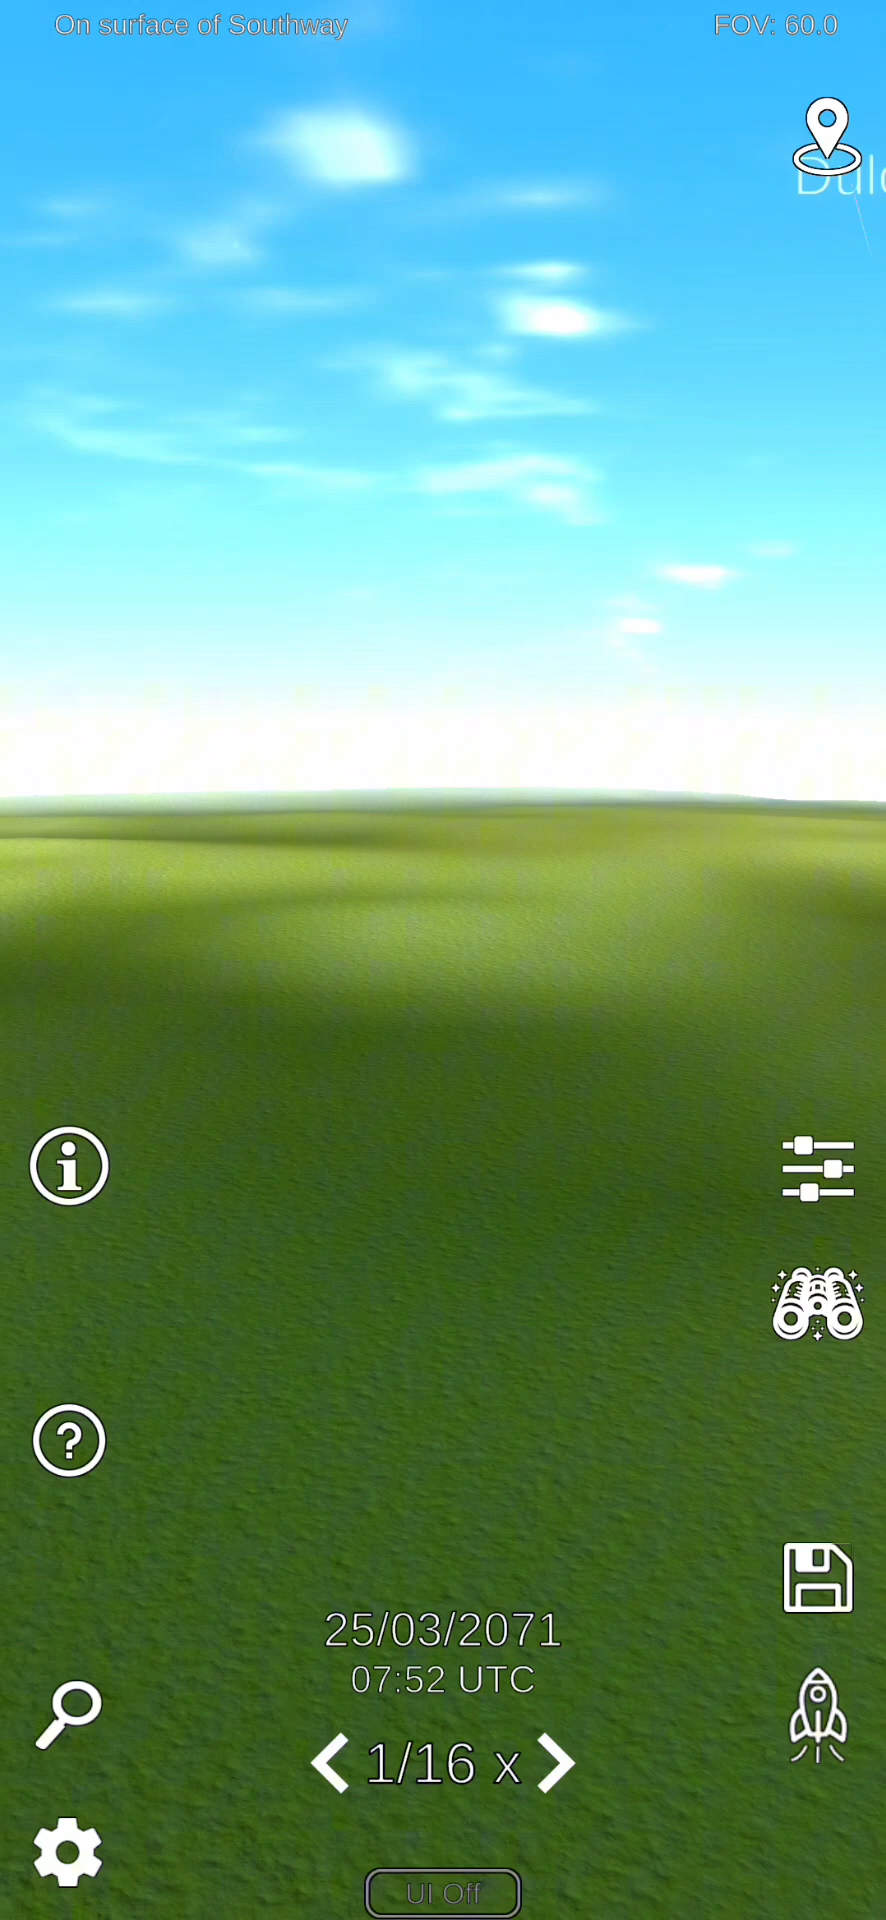 On surface of Southway
FOV: 60.0
25/03/2071
07:52 UTC
1/16 x
UI Off